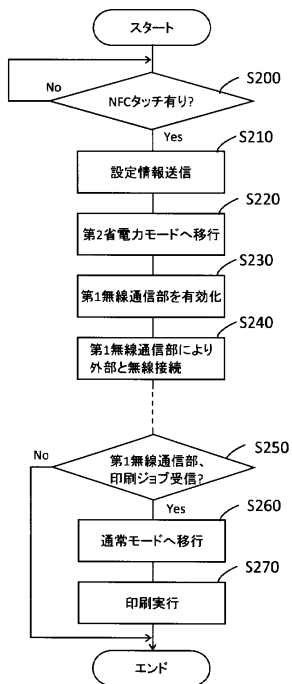 スタート
S200
No
NFCタッチ有り?
Yes
S210
設定情報送信
S220
第2省電力モードへ移行
S230
第1無線通信部を有効化
S240
第1無線通信部により
外部と無線接続
S250
No
第1無線通信部、
印刷ジョブ受信?
Yes
S260
通常モードへ移行
S270
印刷実行
エンド